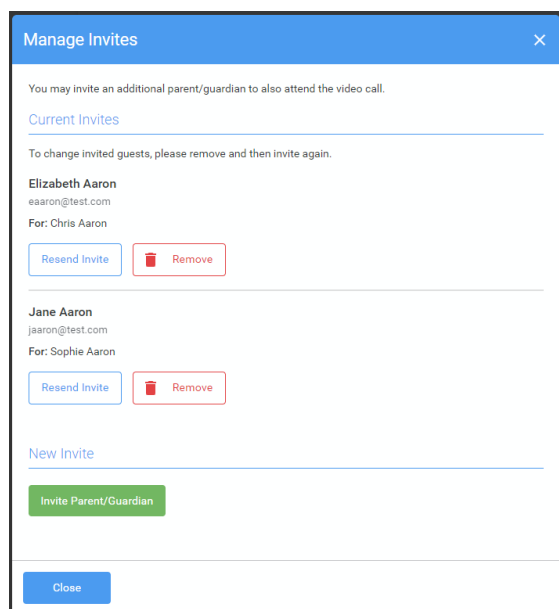 Manage Invites
You may invite an additional parent/guardian to also attend the video call.
Current Invites
To change invited guests, please remove and then invite again.
Elizabeth Aaron
eaaron@test.com
For: Chris Aaron
Resend Invite Remove
Jane Aaron
jaaron@test.com
For: Sophie Aaron
Resend Invite Remove
New Invite
Invite Parent/Guardian
Close